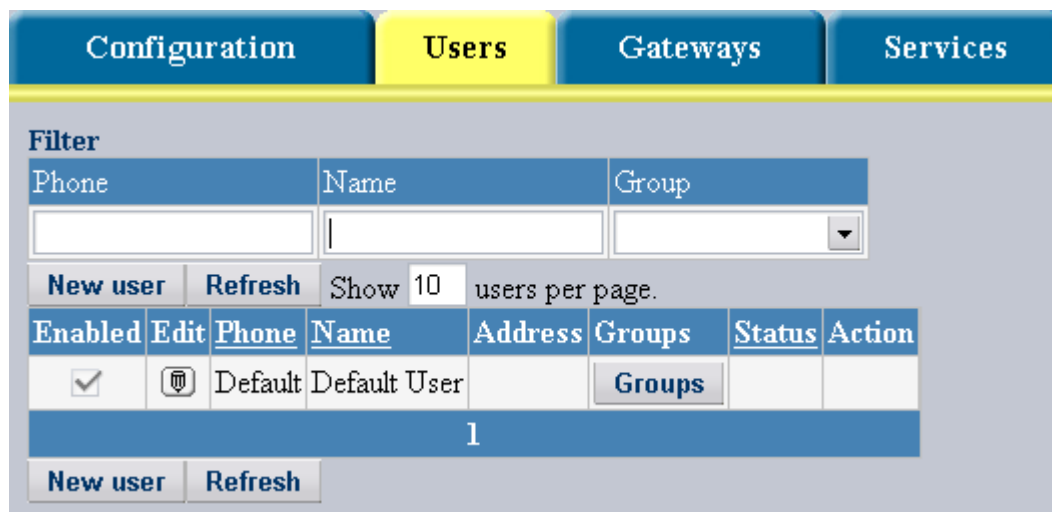 Configuration Users Gateways Services
Filter
Phone Name Group
New user Refresh Show 10 users per page.
Enabled Edit Phone Name Address Groups Status Action
Default Default User Groups
1
New user Refresh